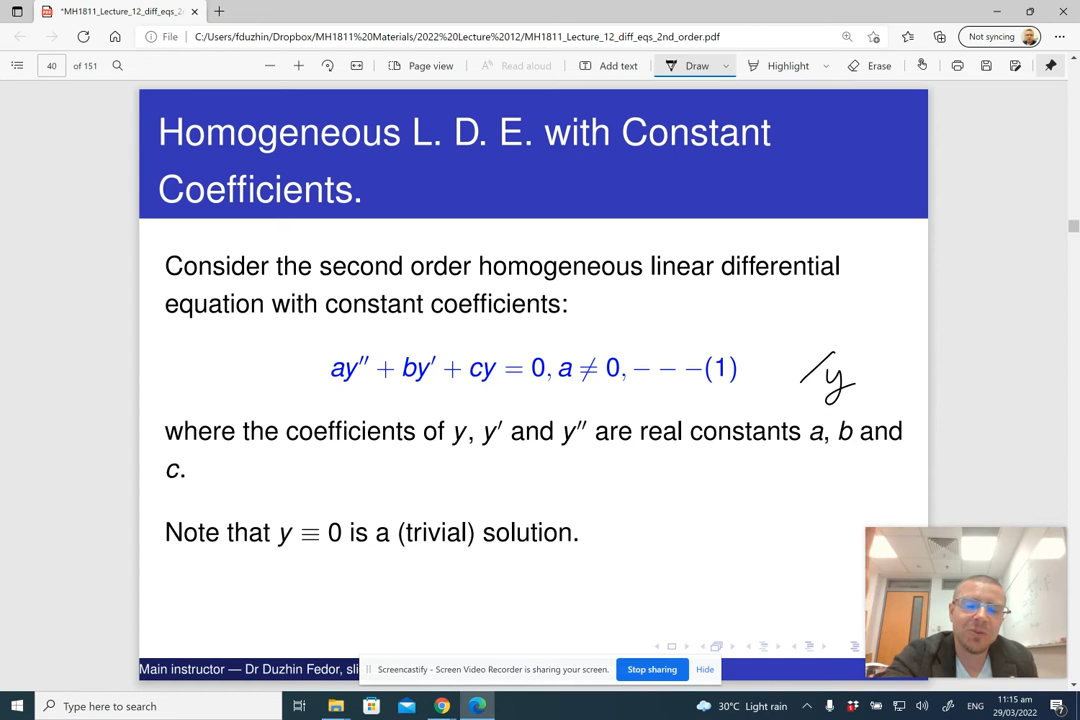 *MH1811_Lecture_12_diff_eqs_2nd
File
C:/Users/fduzhin/Dropbox/MH1811%20Materials/2022%20Lecture%2012/MH1811_Lecture_12_diff_eqs_2nd_order.pdf
Not syncing
40 of 151
Page view
Read aloud
Add text
Draw
Highlight
Erase
Homogeneous L. D. E. with Constant
Coefficients.
Consider the second order homogeneous linear differential
equation with constant coefficients:
ay″ + by′ + cy = 0, a ≠ 0, − − −(1)
/y
where the coefficients of y, y′ and y″ are real constants a, b and
c.
Note that y ≡ 0 is a (trivial) solution.
Main instructor — Dr Duzhin Fedor, sli
Screencastify - Screen Video Recorder is sharing your screen.
Stop sharing
Hide
Type here to search
30°C Light rain
ENG
11:15 am
29/03/2022
7